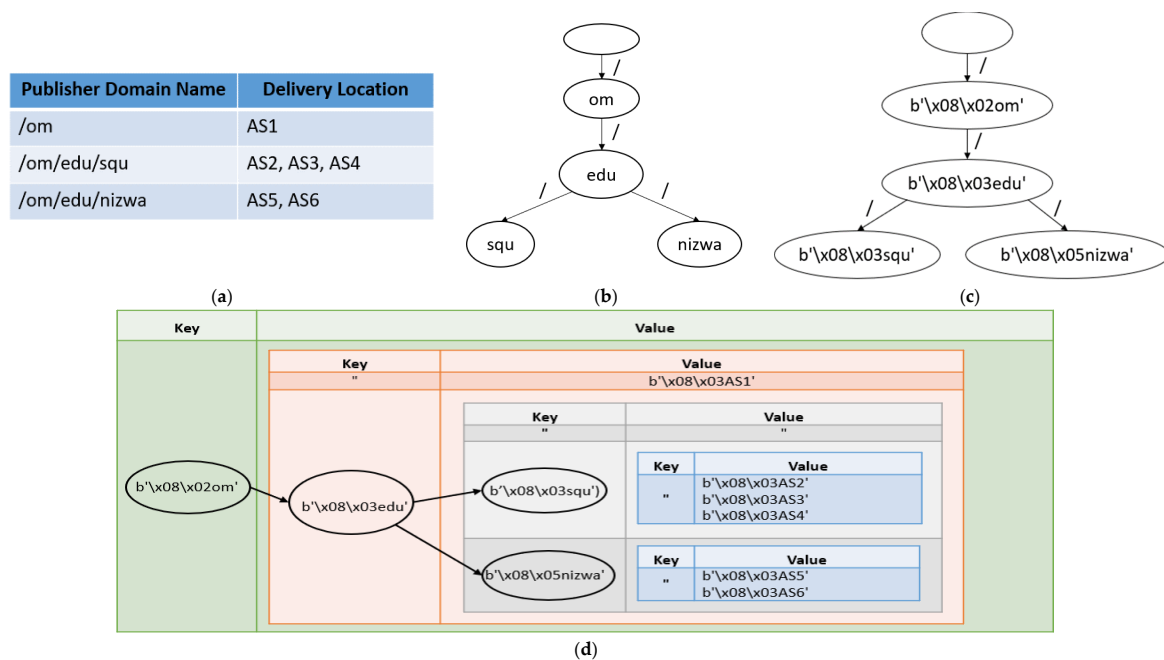 Publisher Domain Name Delivery Location
/om AS1
/om/edu/squ AS2, AS3, AS4
/om/edu/nizwa AS5, AS6
(a)
/
om
/
edu
/ /
squ nizwa
(b)
/
b'\x08\x02om'
/
b'\x08\x03edu'
/ /
b'\x08\x03squ' b'\x08\x05nizwa'
(c)
Key Value
Key Value
" b'\x08\x03AS1'
Key Value
" "
b'\x08\x02om'
b'\x08\x03edu'
b'\x08\x03squ')
Key Value
" b'\x08\x03AS2'
b'\x08\x03AS3'
b'\x08\x03AS4'
b'\x08\x05nizwa'
Key Value
" b'\x08\x03AS5'
b'\x08\x03AS6'
(d)